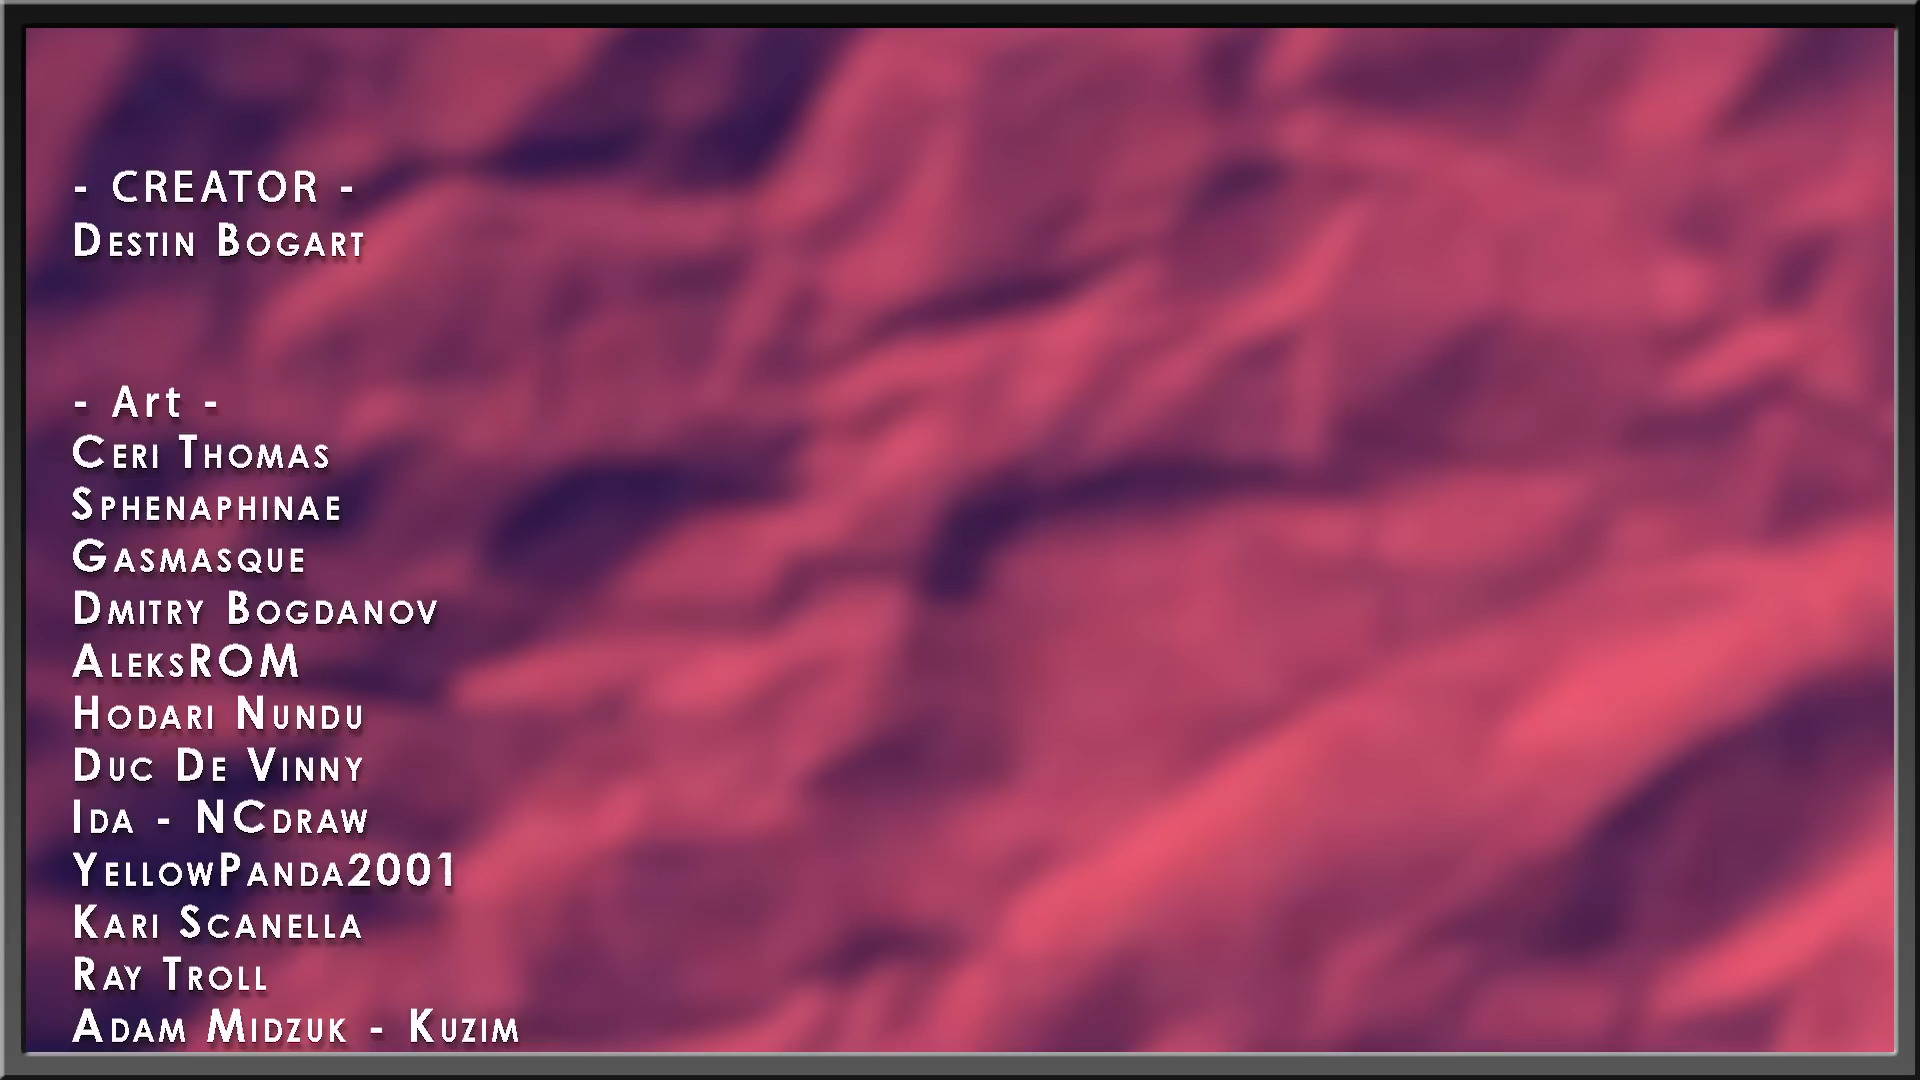 - CREATOR -
Destin Bogart
- Art -
Ceri Thomas
Sphenaphinae
Gasmasque
Dmitry Bogdanov
AleksROM
Hodari Nundu
Duc De Vinny
Ida - NCdraw
YellowPanda2001
Kari Scanella
Ray Troll
Adam Midzuk - Kuzim